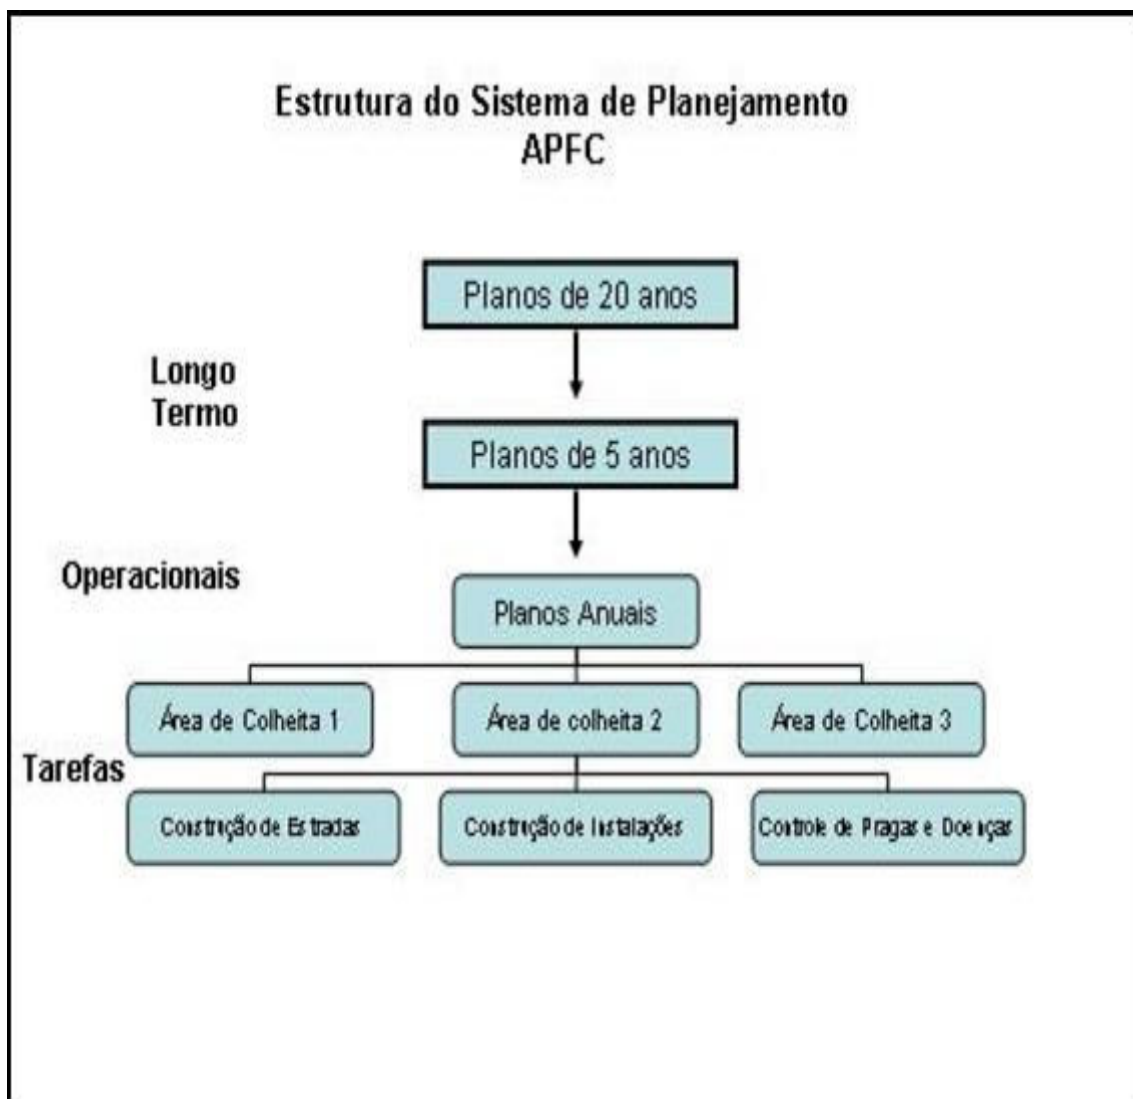 Estrutura do Sistema de Planejamento
APFC
Planos de 20 anos
Longo
Termo
Planos de 5 anos
Operacionais
Planos Anuais
Área de Colheita 1
Área de colheita 2
Área de Colheita 3
Tarefas
Construção de Estradas
Construção de Instalações
Controle de Pragas e Doenças